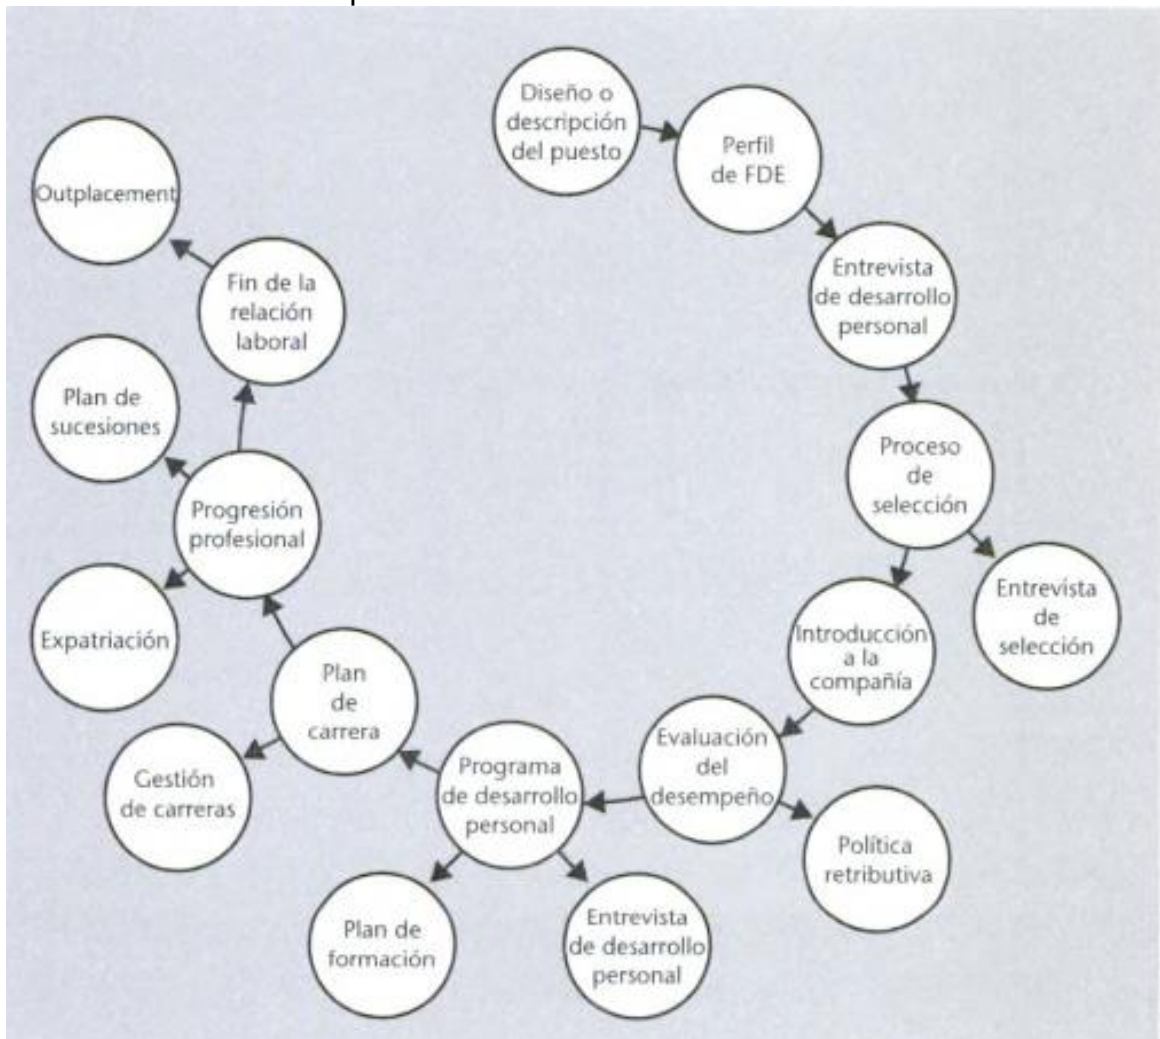 Diseño o
descripción
del puesto
Perfil
de FDE
Entrevista
de desarrollo
personal
Proceso
de
selección
Entrevista
de
selección
Introducción
a la
compañía
Evaluación
del
desempeño
Política
retributiva
Programa
de desarrollo
personal
Entrevista
de desarrollo
personal
Plan de
formación
Plan
de
carrera
Gestión
de carreras
Progresión
profesional
Expatriación
Plan de
sucesiones
Fin de la
relación
laboral
Outplacement